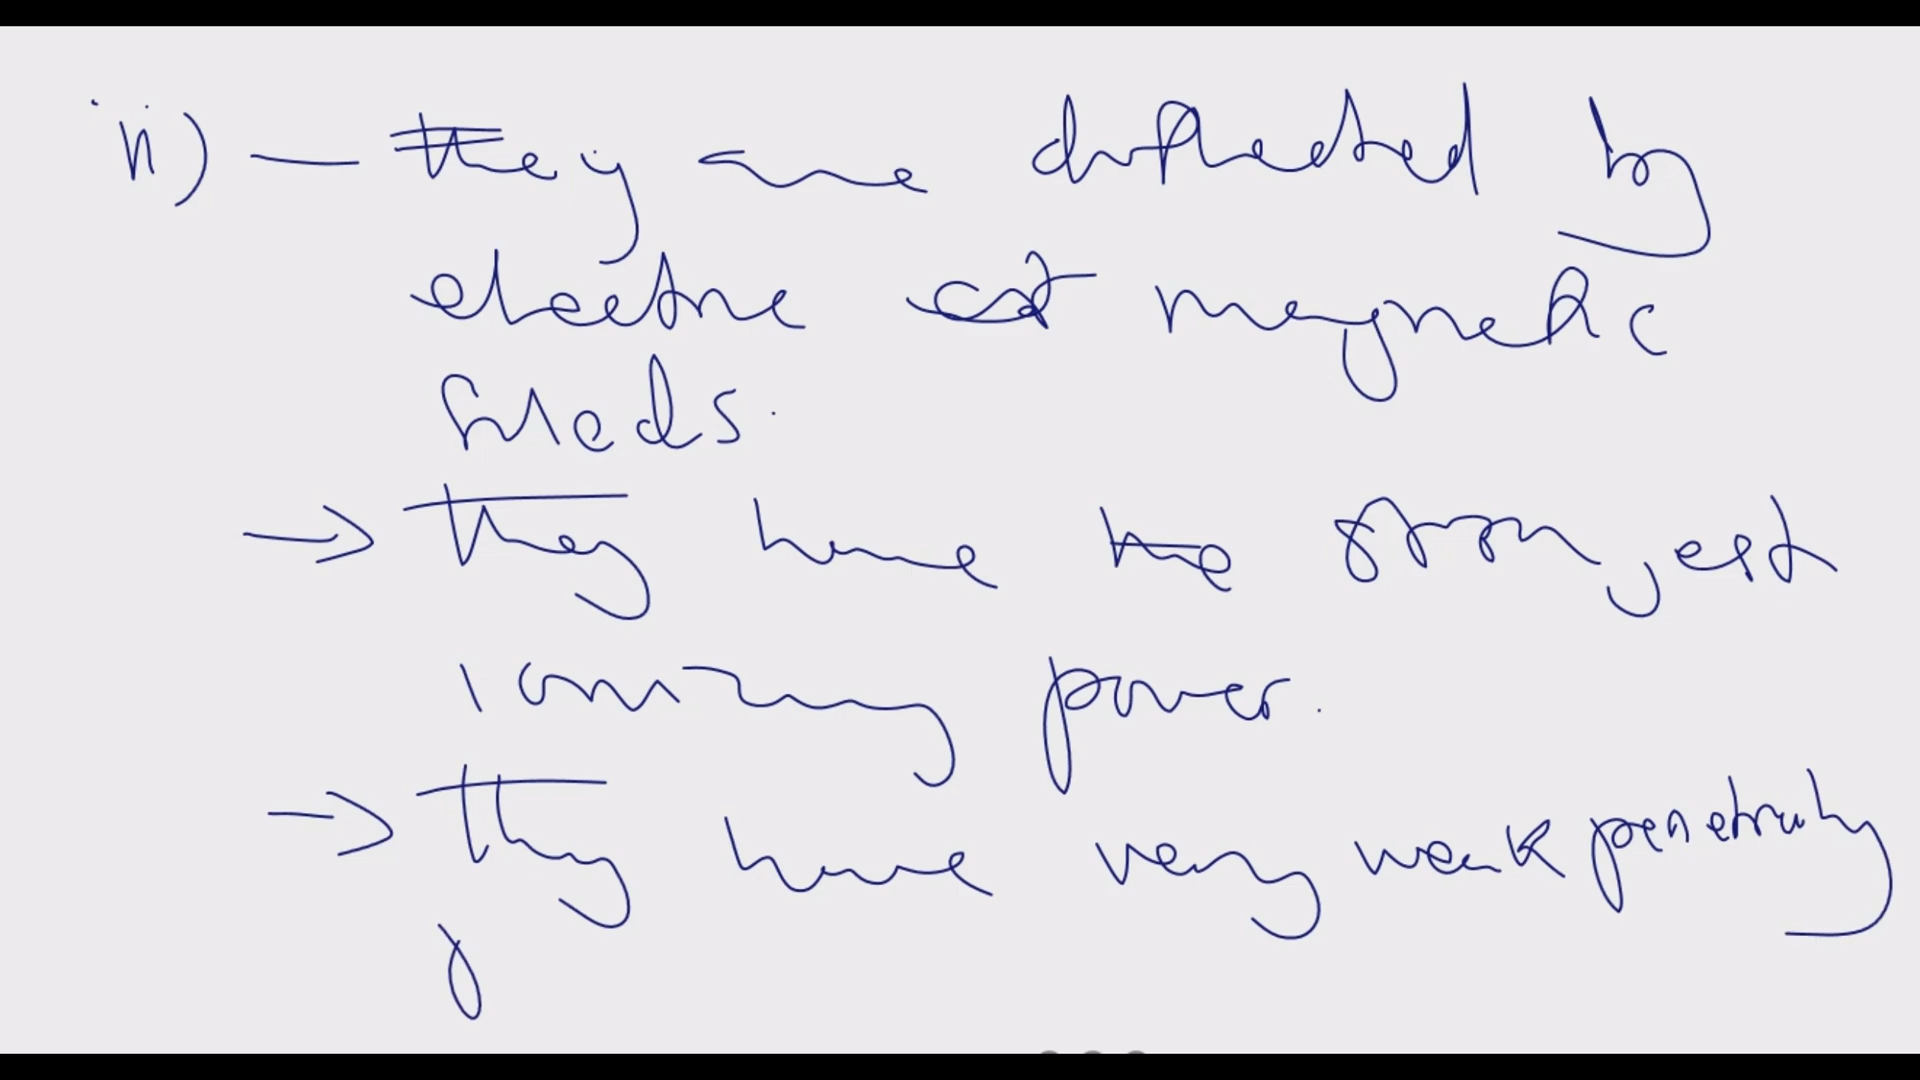 ii) — They are deflected by
electric and magnetic
fields.
→ They have the strongest
ionizing power.
→ They have very weak penetrating
p